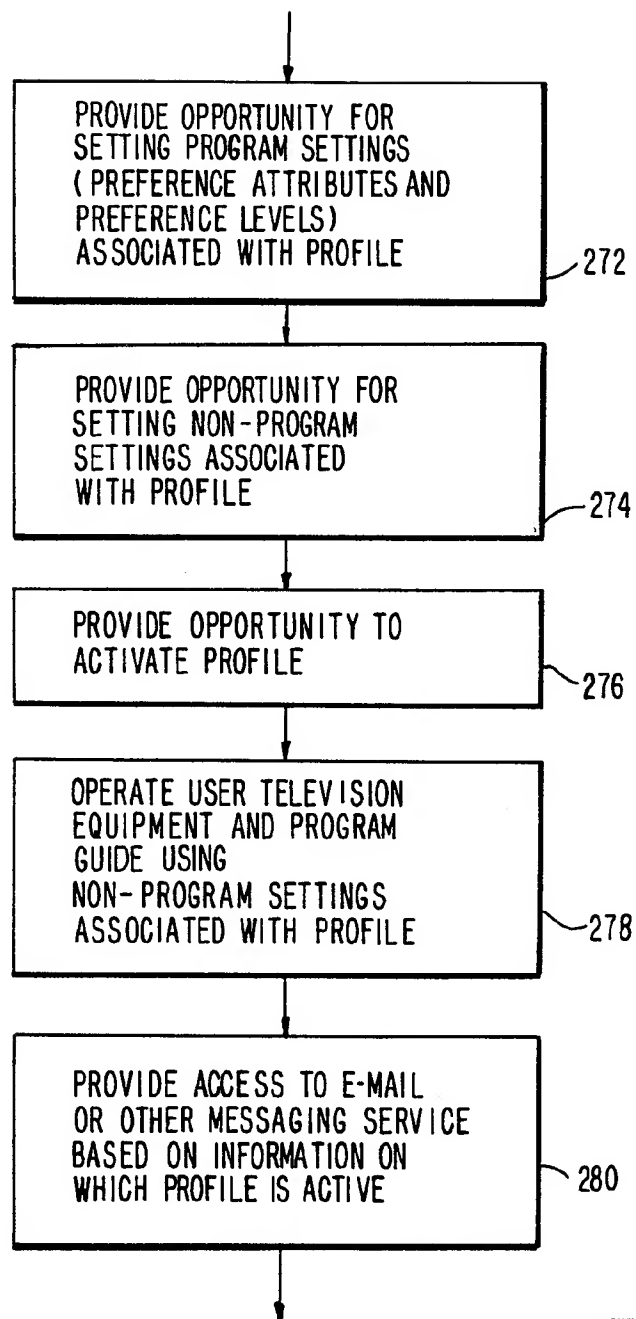 PROVIDE OPPORTUNITY FOR
SETTING PROGRAM SETTINGS
(PREFERENCE ATTRIBUTES AND
PREFERENCE LEVELS)
ASSOCIATED WITH PROFILE
272
PROVIDE OPPORTUNITY FOR
SETTING NON-PROGRAM
SETTINGS ASSOCIATED
WITH PROFILE
274
PROVIDE OPPORTUNITY TO
ACTIVATE PROFILE
276
OPERATE USER TELEVISION
EQUIPMENT AND PROGRAM
GUIDE USING
NON-PROGRAM SETTINGS
ASSOCIATED WITH PROFILE
278
PROVIDE ACCESS TO E-MAIL
OR OTHER MESSAGING SERVICE
BASED ON INFORMATION ON
WHICH PROFILE IS ACTIVE
280